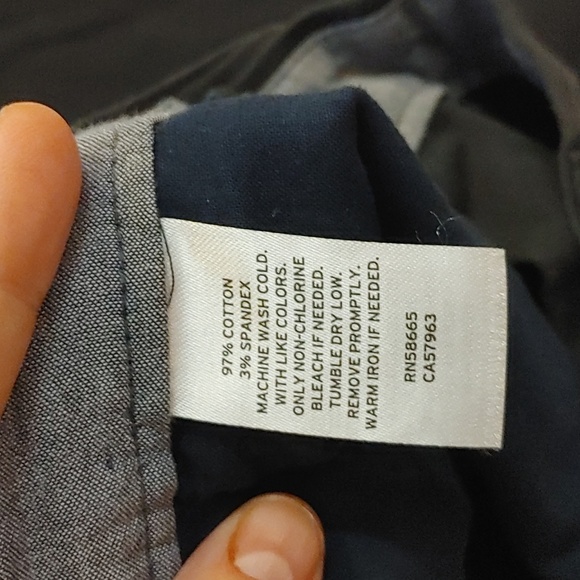 97% COTTON
3% SPANDEX
MACHINE WASH COLD.
WITH LIKE COLORS.
ONLY NON-CHLORINE
BLEACH IF NEEDED.
TUMBLE DRY LOW.
REMOVE PROMPTLY.
WARM IRON IF NEEDED.
RN58665
CA57963